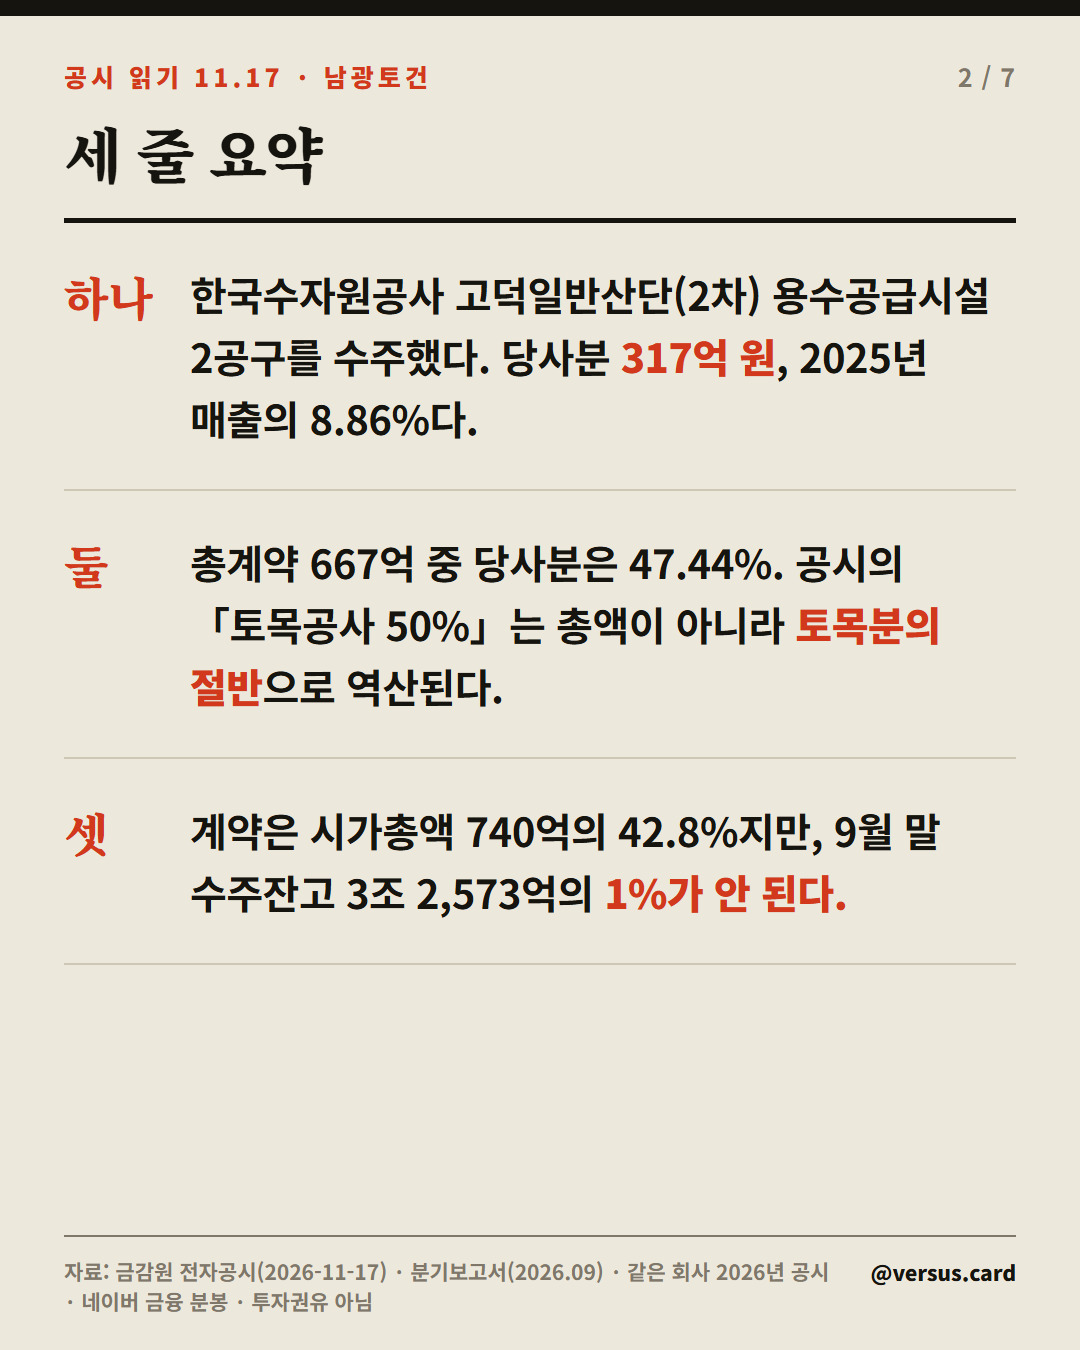 공시 읽기 11.17 · 남광토건
2 / 7
세 줄 요약
하나
한국수자원공사 고덕일반산단(2차) 용수공급시설
2공구를 수주했다. 당사분 317억 원, 2025년
매출의 8.86%다.
둘
총계약 667억 중 당사분은 47.44%. 공시의
「토목공사 50%」는 총액이 아니라 토목분의
절반으로 역산된다.
셋
계약은 시가총액 740억의 42.8%지만, 9월 말
수주잔고 3조 2,573억의 1%가 안 된다.
자료: 금감원 전자공시(2026-11-17) · 분기보고서(2026.09) · 같은 회사 2026년 공시
· 네이버 금융 분봉 · 투자권유 아님
@versus.card